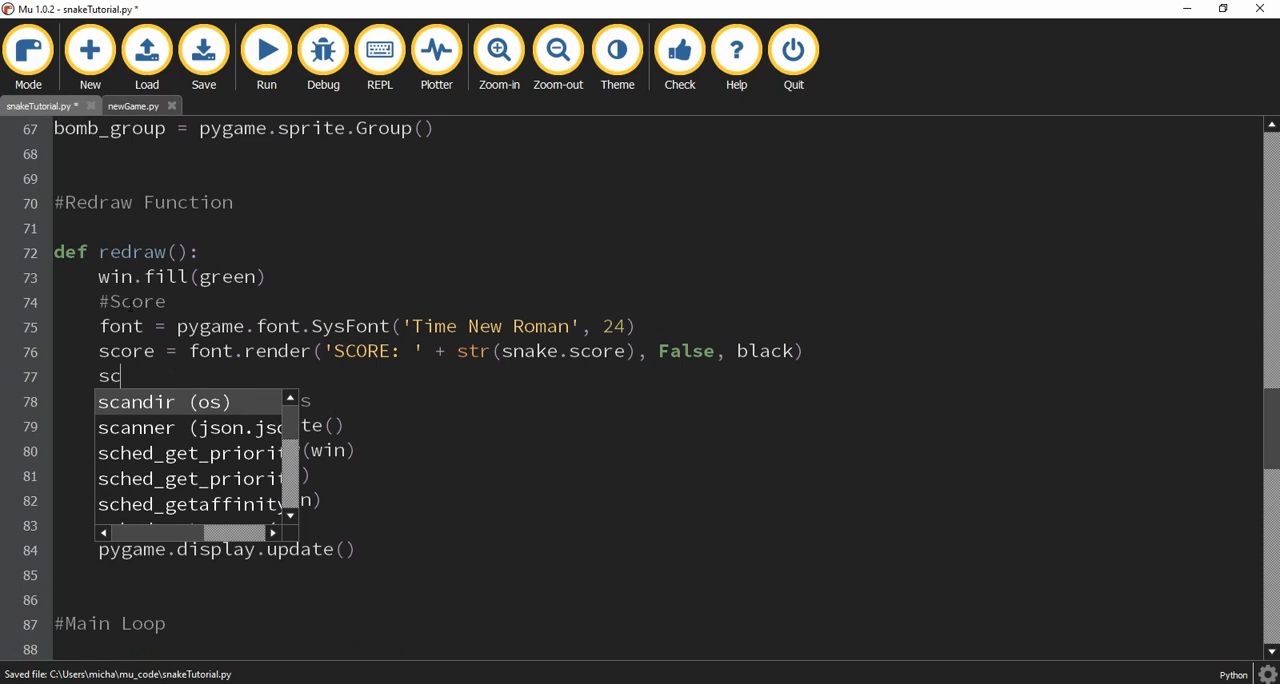 Mu 1.0.2 - snakeTutorial.py *
Mode New Load Save Run Debug REPL Plotter Zoom-in Zoom-out Theme Check Help Quit
snakeTutorial.py * newGame.py
67 bomb_group = pygame.sprite.Group()
68
69
70 #Redraw Function
71
72 def redraw():
73 win.fill(green)
74 #Score
75 font = pygame.font.SysFont('Time New Roman', 24)
76 score = font.render('SCORE: ' + str(snake.score), False, black)
77 sc
78 scandir (os) s
79 scanner (json.jso te()
80 sched_get_priorit (win)
81 sched_get_priorit )
82 sched_getaffinity n)
83
84 pygame.display.update()
85
86
87 #Main Loop
88
Saved file: C:\Users\micha\mu_code\snakeTutorial.py Python